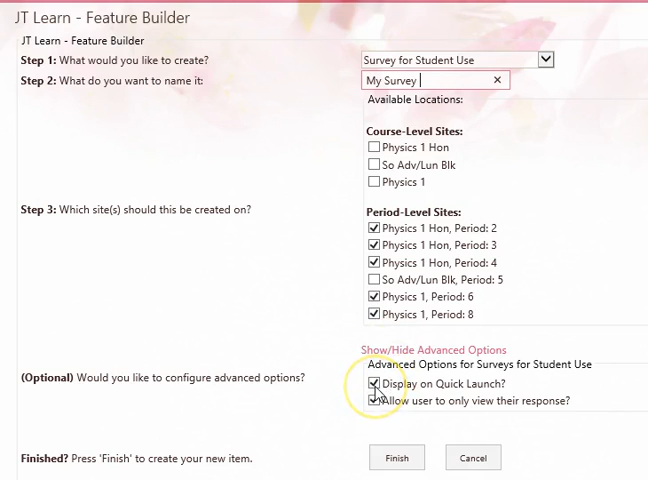 JT Learn - Feature Builder
JT Learn - Feature Builder
Step 1: What would you like to create? Survey for Student Use
Step 2: What do you want to name it: My Survey
Available Locations:
Course-Level Sites:
Physics 1 Hon
So Adv/Lun Blk
Physics 1
Step 3: Which site(s) should this be created on?
Period-Level Sites:
Physics 1 Hon, Period: 2
Physics 1 Hon, Period: 3
Physics 1 Hon, Period: 4
So Adv/Lun Blk, Period: 5
Physics 1, Period: 6
Physics 1, Period: 8
Show/Hide Advanced Options
Advanced Options for Surveys for Student Use
(Optional) Would you like to configure advanced options?
Display on Quick Launch?
Allow user to only view their response?
Finished? Press 'Finish' to create your new item. Finish Cancel